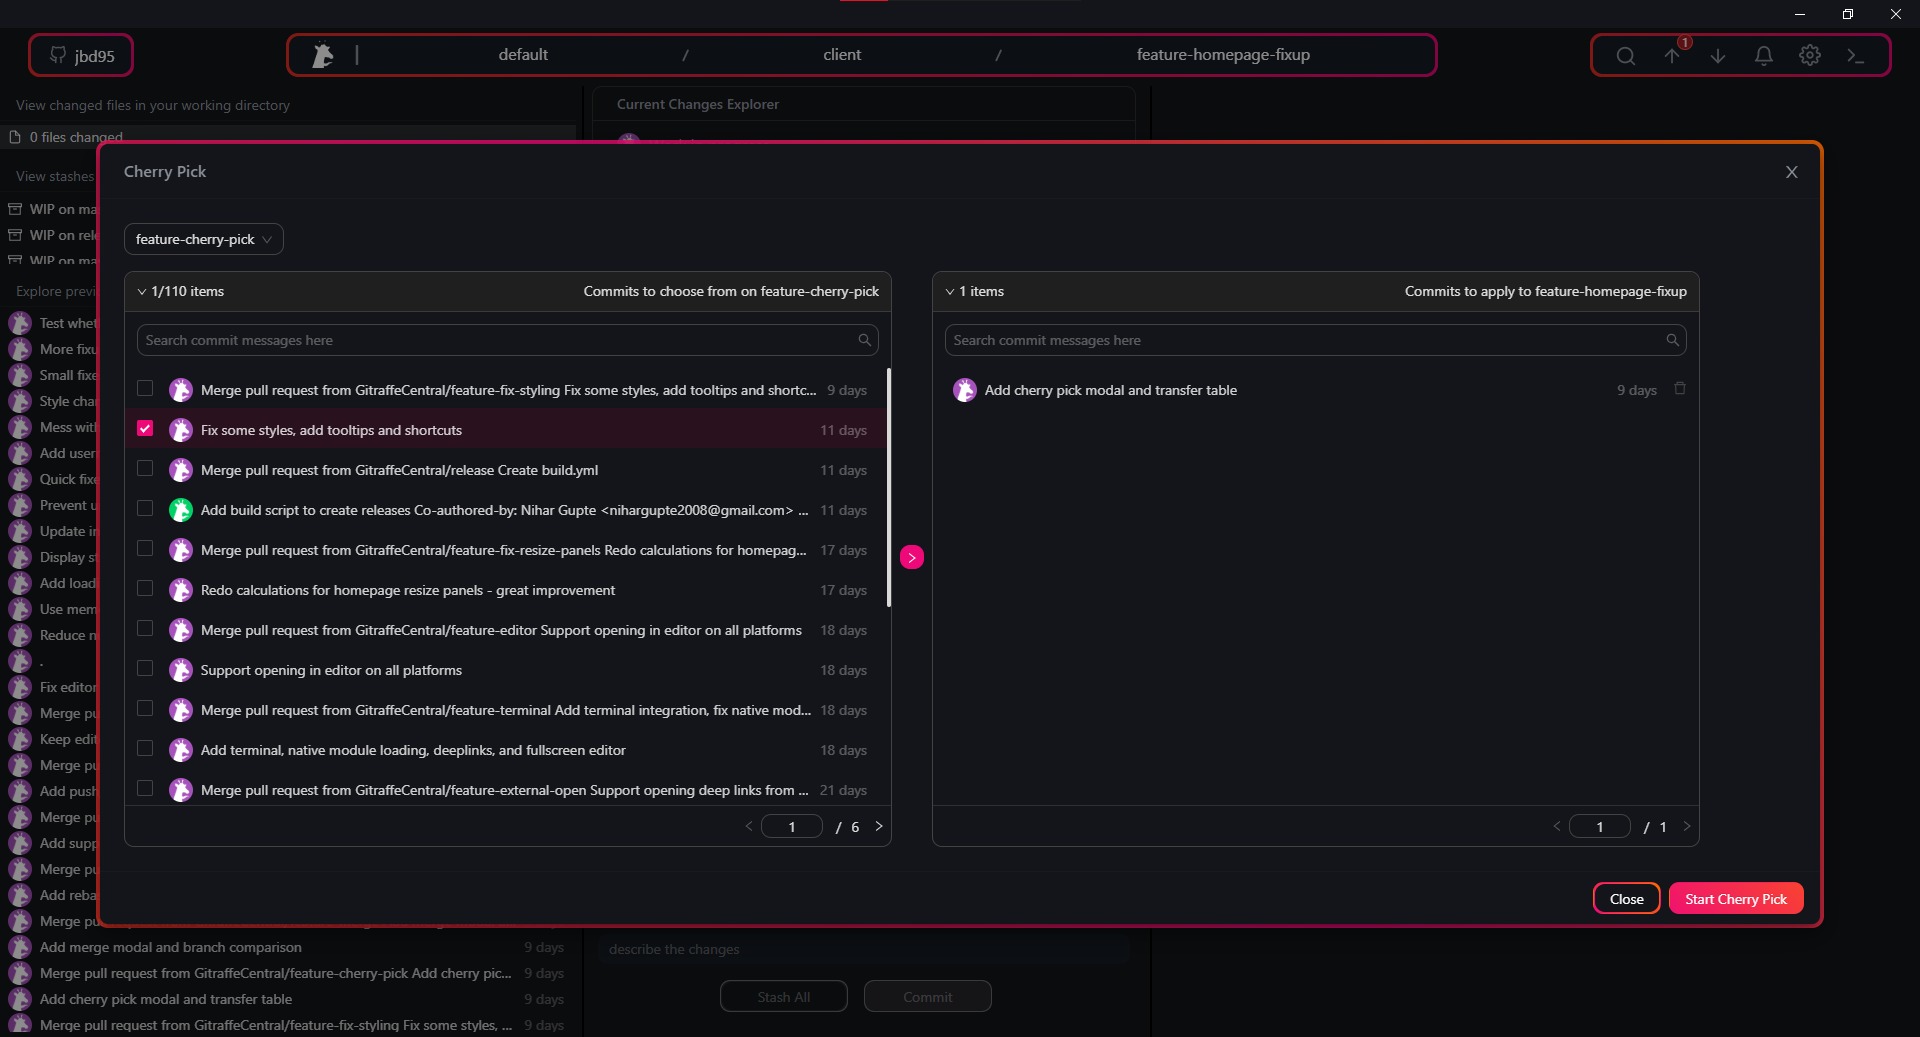 jbd95
default / client / feature-homepage-fixup
1
View changed files in your working directory
0 files changed
Current Changes Explorer
View stashes
WIP on ma
WIP on rele
WIP on ma
Explore previ
Test whet
More fixu
Small fixe
Style char
Mess with
Add user
Quick fixe
Prevent u
Update in
Display st
Add load
Use mem
Reduce n
.
Fix editor
Merge pu
Keep edit
Merge pu
Add push
Merge pu
Add supp
Merge pu
Add reba
Merge pu
Add merge modal and branch comparison 9 days
Merge pull request from GitraffeCentral/feature-cherry-pick Add cherry pic... 9 days
Add cherry pick modal and transfer table 9 days
Merge pull request from GitraffeCentral/feature-fix-styling Fix some styles, ... 9 days
Cherry Pick X
feature-cherry-pick
1/110 items Commits to choose from on feature-cherry-pick
Search commit messages here
Merge pull request from GitraffeCentral/feature-fix-styling Fix some styles, add tooltips and shortc... 9 days
Fix some styles, add tooltips and shortcuts 11 days
Merge pull request from GitraffeCentral/release Create build.yml 11 days
Add build script to create releases Co-authored-by: Nihar Gupte <nihargupte2008@gmail.com> ... 11 days
Merge pull request from GitraffeCentral/feature-fix-resize-panels Redo calculations for homepag... 17 days
Redo calculations for homepage resize panels - great improvement 17 days
Merge pull request from GitraffeCentral/feature-editor Support opening in editor on all platforms 18 days
Support opening in editor on all platforms 18 days
Merge pull request from GitraffeCentral/feature-terminal Add terminal integration, fix native mod... 18 days
Add terminal, native module loading, deeplinks, and fullscreen editor 18 days
Merge pull request from GitraffeCentral/feature-external-open Support opening deep links from ... 21 days
< 1 / 6 >
>
1 items Commits to apply to feature-homepage-fixup
Search commit messages here
Add cherry pick modal and transfer table 9 days
< 1 / 1 >
Close
Start Cherry Pick
describe the changes
Stash All
Commit